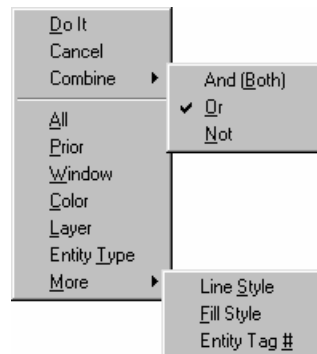 Do It
Cancel
Combine
And (Both)
Or
Not
All
Prior
Window
Color
Layer
Entity Type
More
Line Style
Fill Style
Entity Tag #